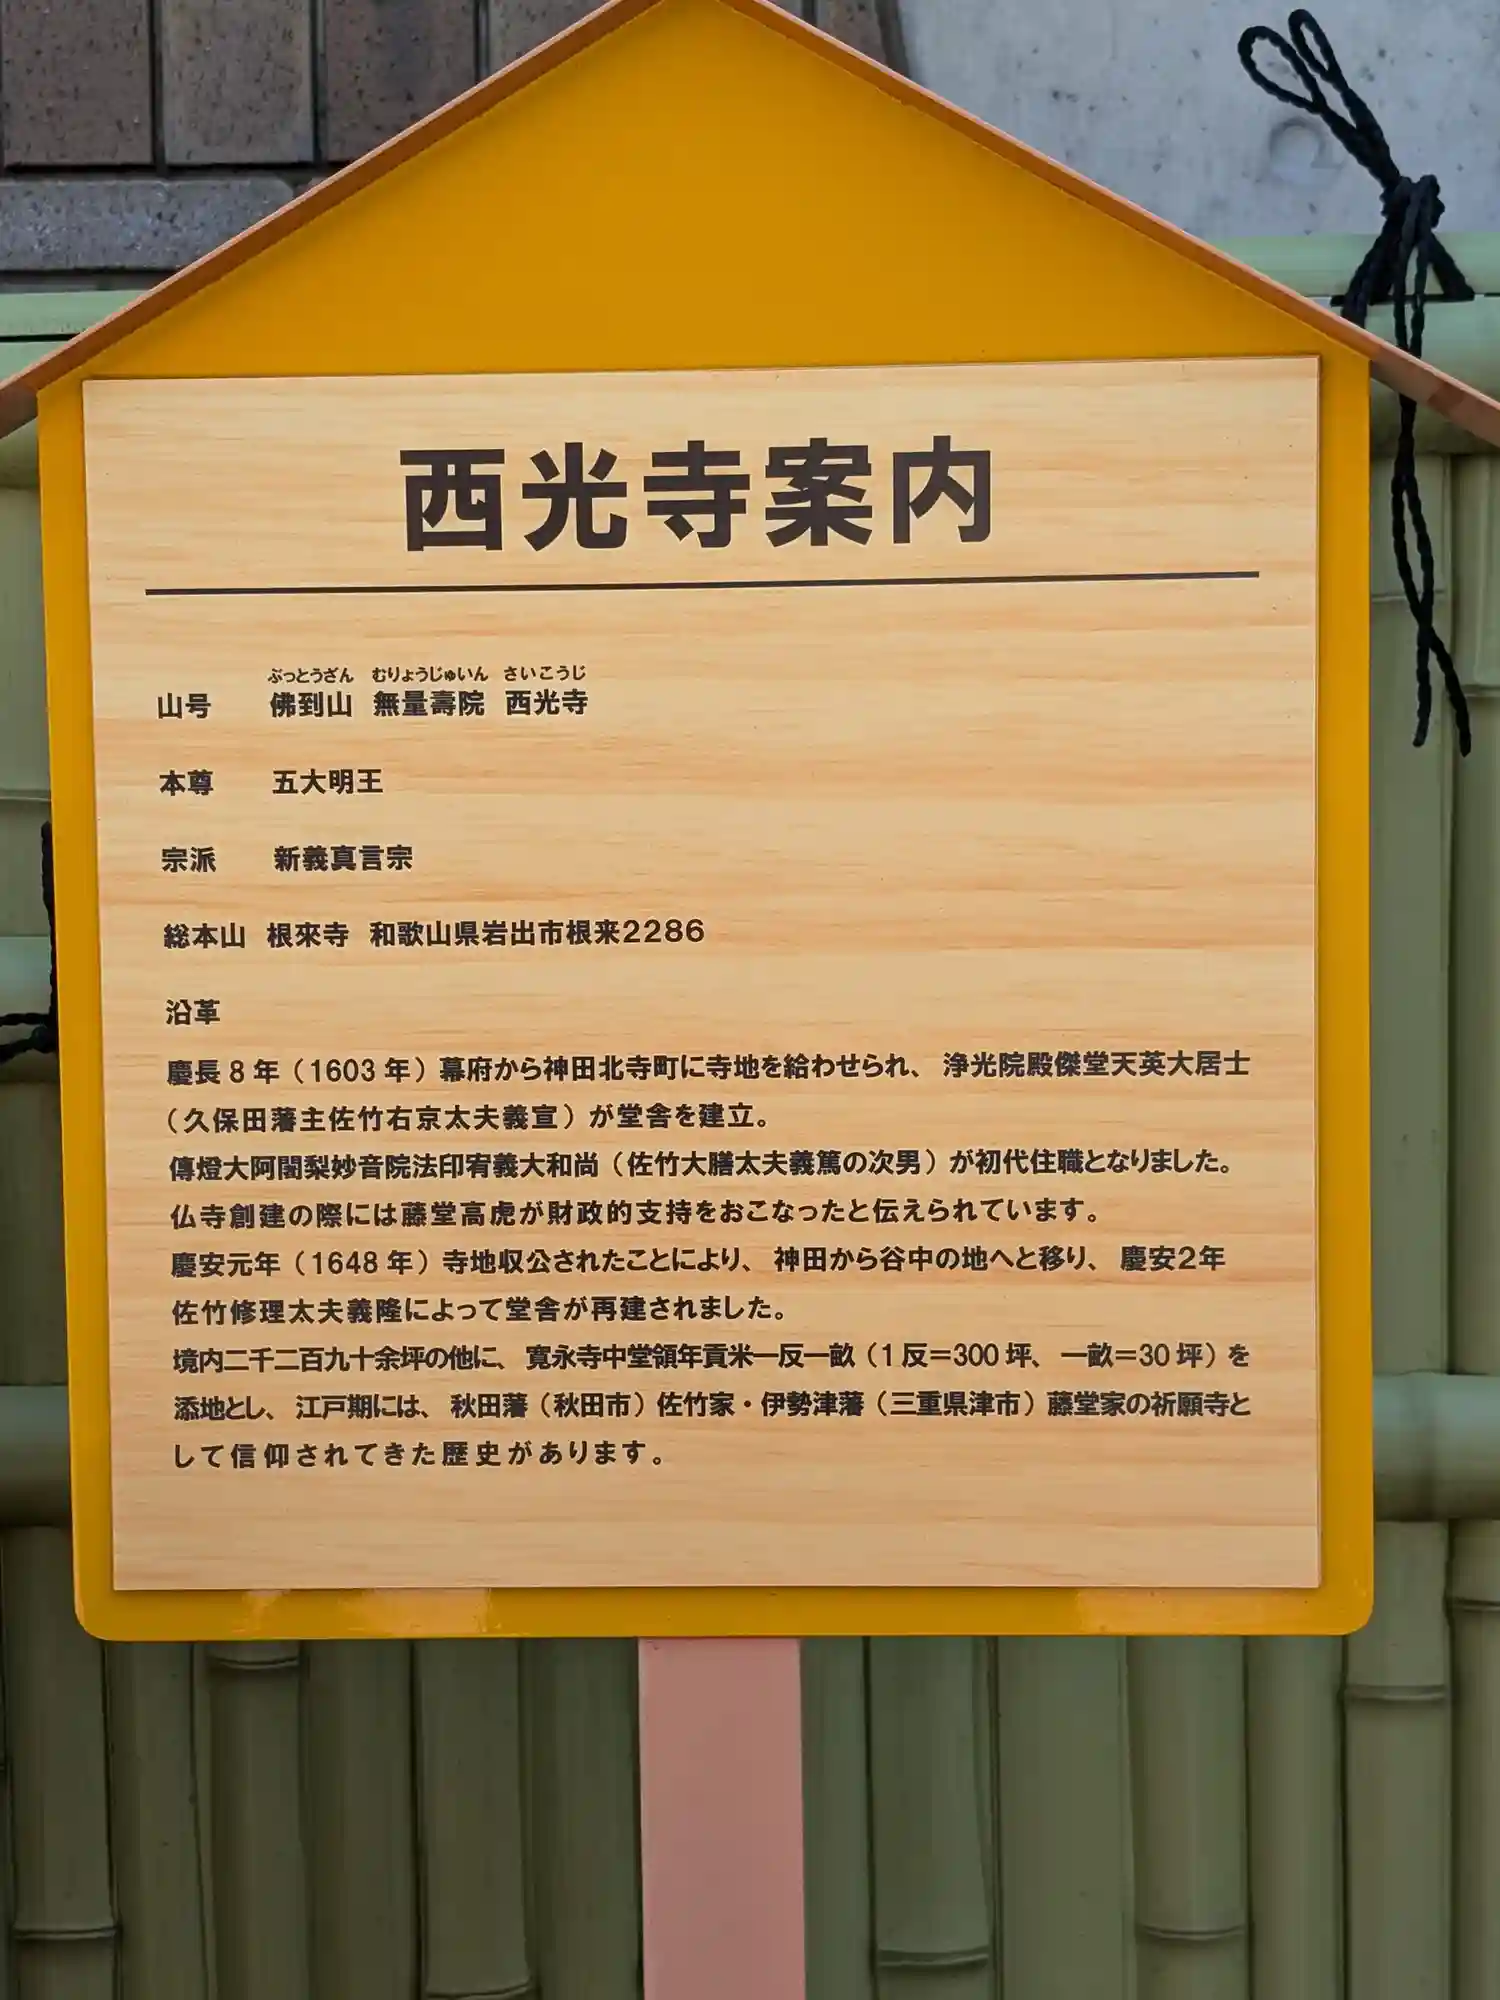 西光寺案内
ぶっとうざん むりょうじゅいん さいこうじ
山号 佛到山 無量壽院 西光寺
本尊 五大明王
宗派 新義真言宗
総本山 根來寺 和歌山県岩出市根来2286
沿革
慶長8年（1603年）幕府から神田北寺町に寺地を給わせられ、浄光院殿傑堂天英大居士
（久保田藩主佐竹右京太夫義宣）が堂舎を建立。
傳燈大阿闍梨妙音院法印宥義大和尚（佐竹大膳太夫義篤の次男）が初代住職となりました。
仏寺創建の際には藤堂高虎が財政的支持をおこなったと伝えられています。
慶安元年（1648年）寺地収公されたことにより、神田から谷中の地へと移り、慶安2年
佐竹修理太夫義隆によって堂舎が再建されました。
境内二千二百九十余坪の他に、寛永寺中堂領年貢米一反一畝（1反＝300坪、一畝＝30坪）を
添地とし、江戸期には、秋田藩（秋田市）佐竹家・伊勢津藩（三重県津市）藤堂家の祈願寺と
して信仰されてきた歴史があります。